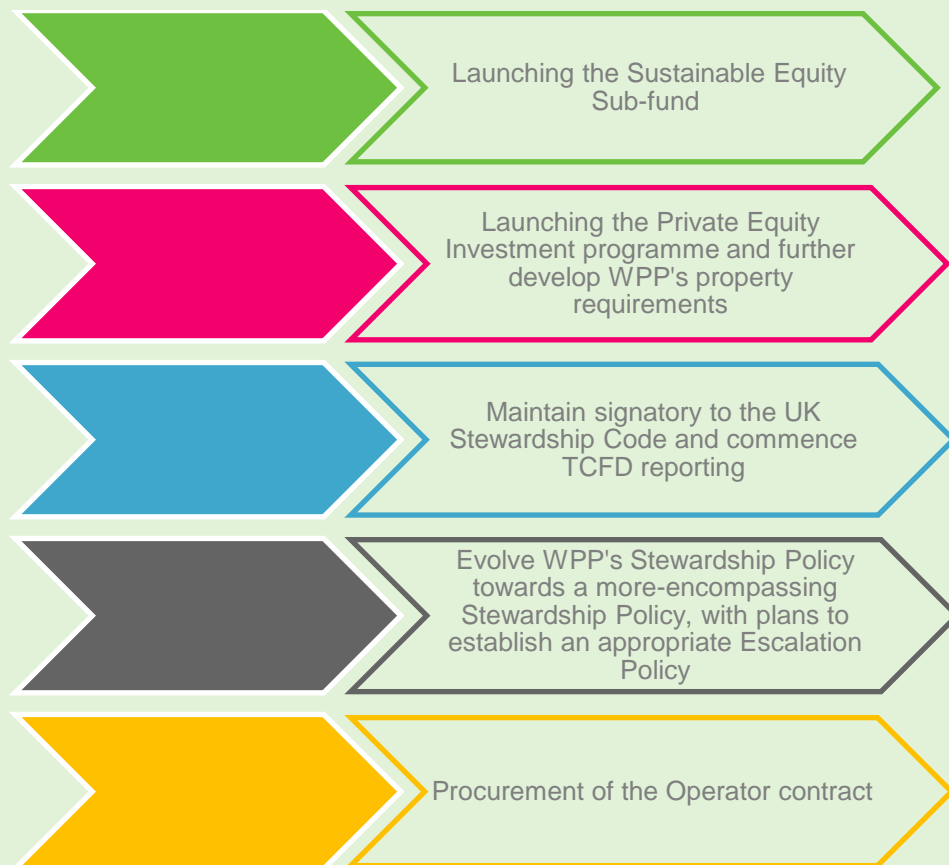 Launching the Sustainable Equity
Sub-fund
Launching the Private Equity
Investment programme and further
develop WPP's property
requirements
Maintain signatory to the UK
Stewardship Code and commence
TCFD reporting
Evolve WPP's Stewardship Policy
towards a more-encompassing
Stewardship Policy, with plans to
establish an appropriate Escalation
Policy
Procurement of the Operator contract